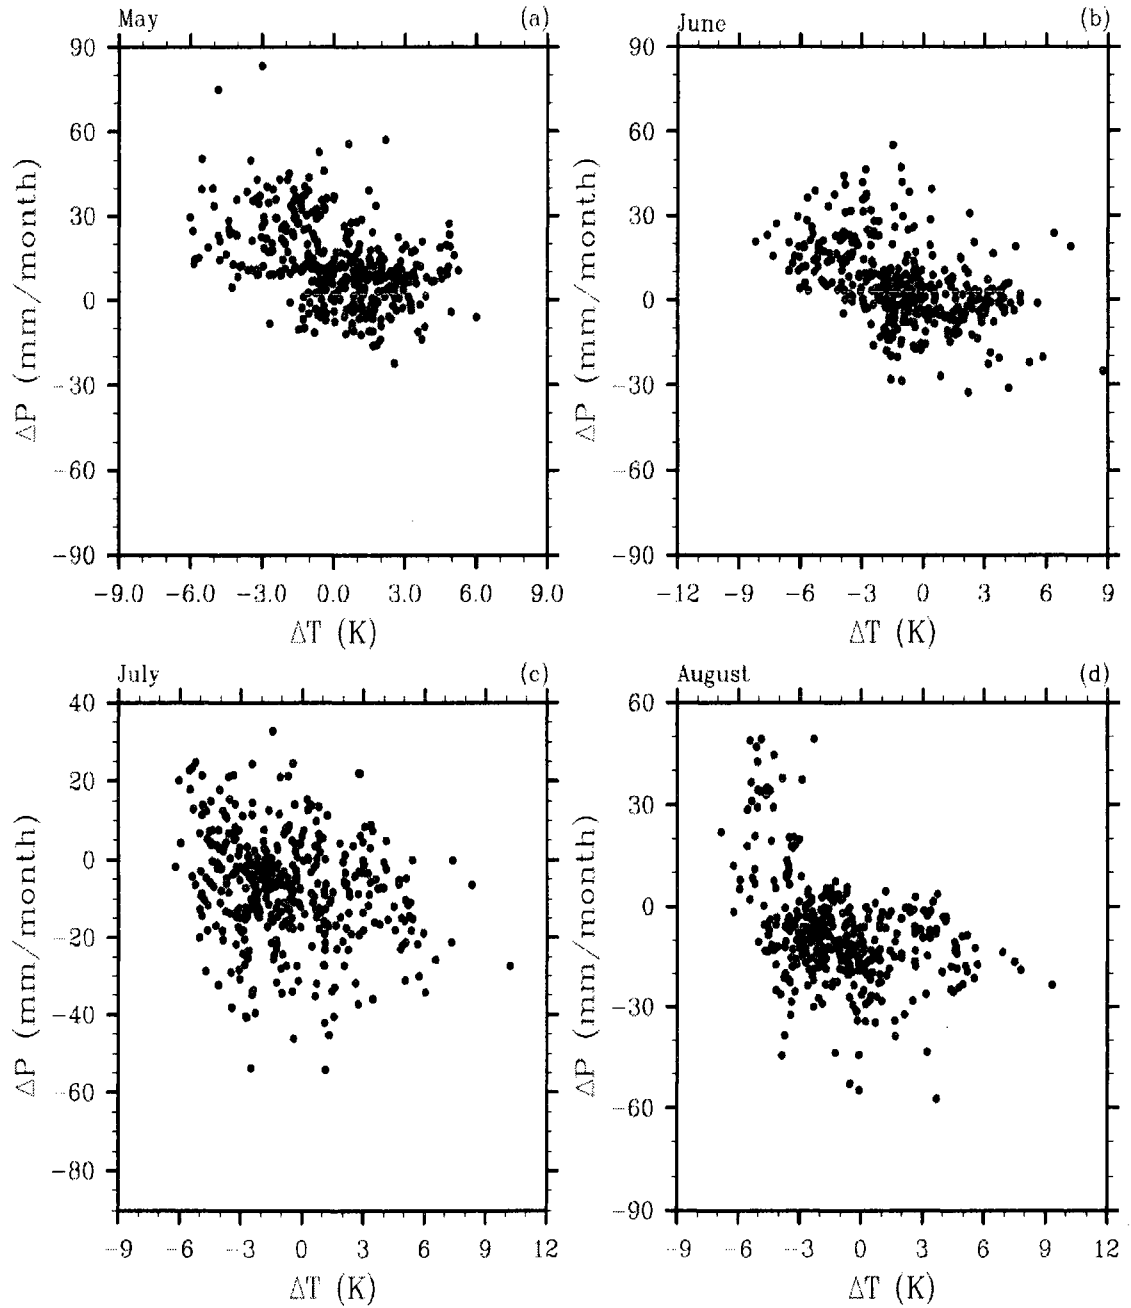 May (a)
90
60
30
0
-30
-60
-90
ΔP (mm/month)
-9.0 -6.0 -3.0 0.0 3.0 6.0 9.0
ΔT (K)
June (b)
90
60
30
0
-30
-60
-90
ΔP (mm/month)
-12 -9 -6 -3 0 3 6 9
ΔT (K)
July (c)
40
20
0
-20
-40
-60
-80
ΔP (mm/month)
-9 -6 -3 0 3 6 9 12
ΔT (K)
August (d)
60
30
0
-30
-60
-90
ΔP (mm/month)
-9 -6 -3 0 3 6 9 12
ΔT (K)